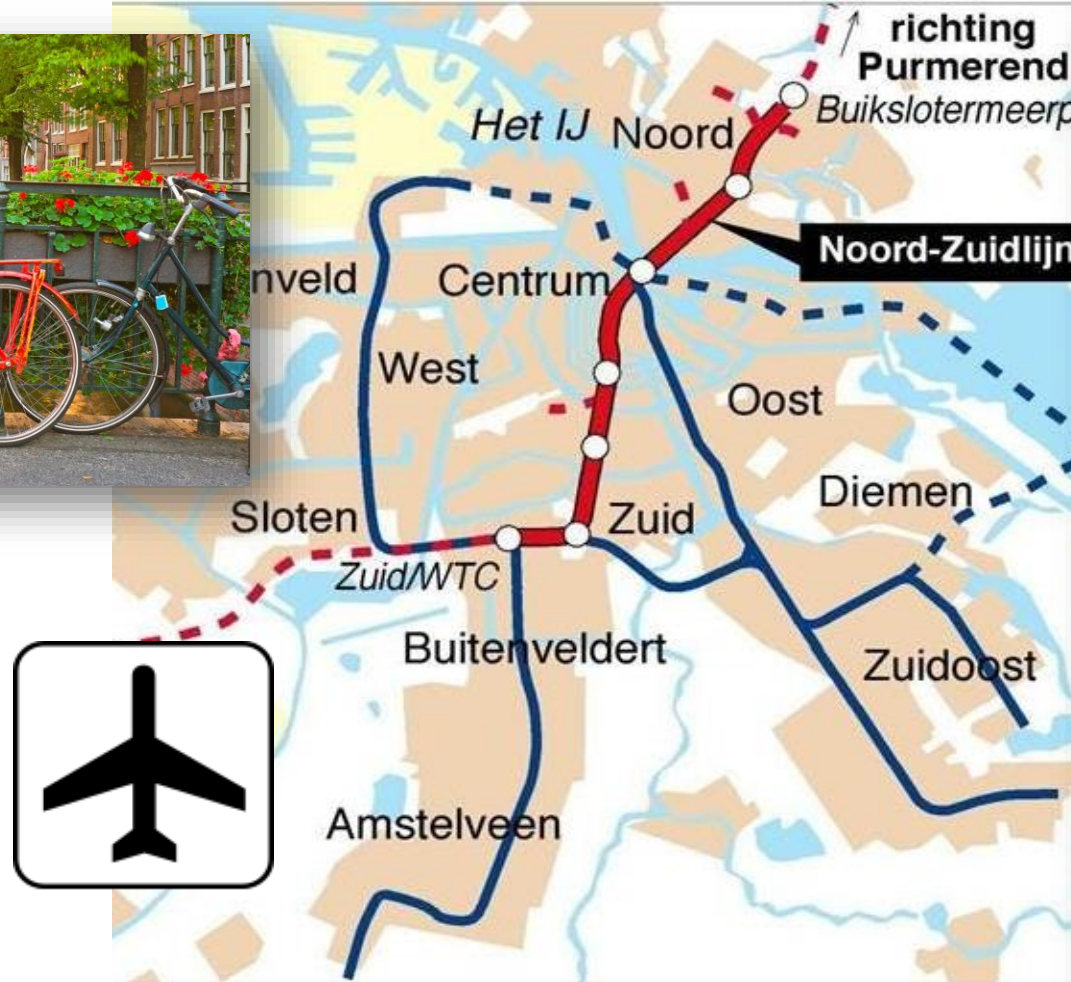 richting
Purmerend
Buikslotermeerp
Het IJ
Noord
Noord-Zuidlijn
nveld
Centrum
West
Oost
Diemen
Sloten
Zuid
Zuid/WTC
Buitenveldert
Zuidoost
Amstelveen